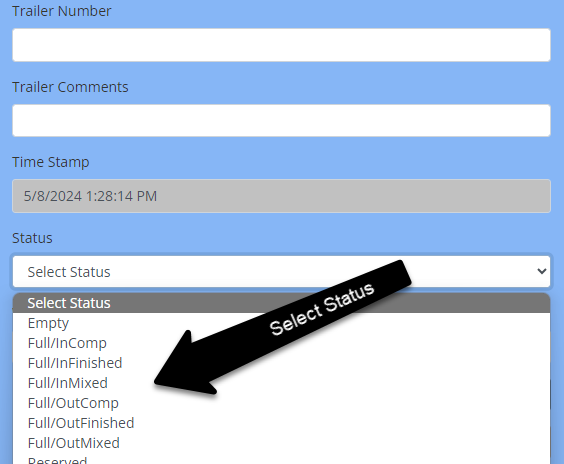 Trailer Number
Trailer Comments
Time Stamp
5/8/2024 1:28:14 PM
Status
Select Status
Select Status
Select Status
Empty
Full/InComp
Full/InFinished
Full/InMixed
Full/OutComp
Full/OutFinished
Full/OutMixed
Reserved